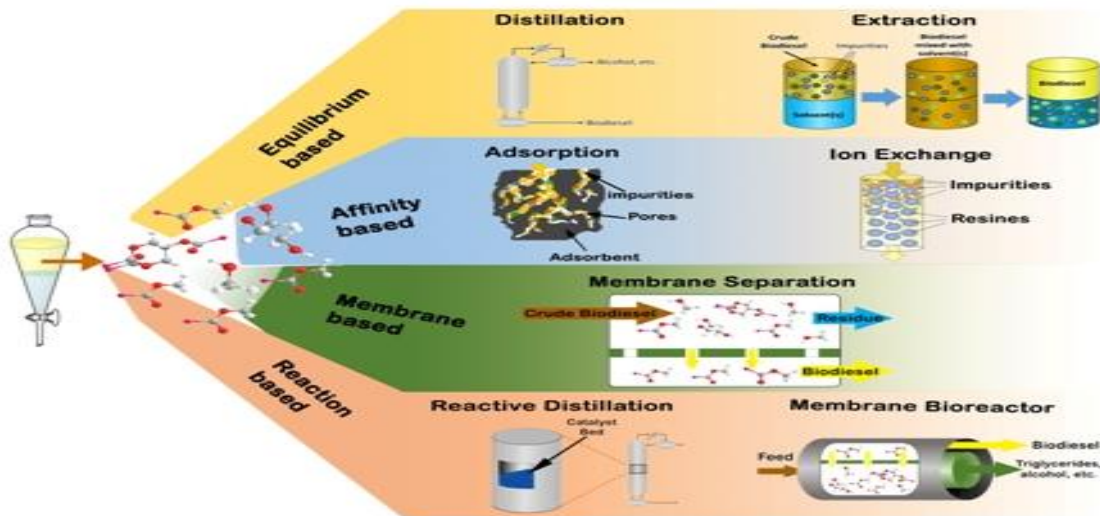 Equilibrium
based
Distillation
Alcohol, etc.
Biodiesel
Extraction
Crude
Biodiesel
Impurities
Solvent(s)
Biodiesel
mixed with
solvent(s)
Biodiesel
Affinity
based
Adsorption
impurities
Pores
Adsorbent
Ion Exchange
Impurities
Resines
Membrane
based
Membrane Separation
Crude Biodiesel
Residue
Biodiesel
Reaction
based
Reactive Distillation
Catalyst
Bed
Membrane Bioreactor
Feed
Biodiesel
Triglycerides,
alcohol, etc.